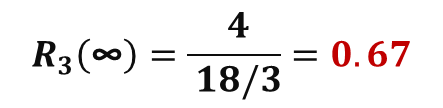 R₃(∞) = 4 / 18/3 = 0.67